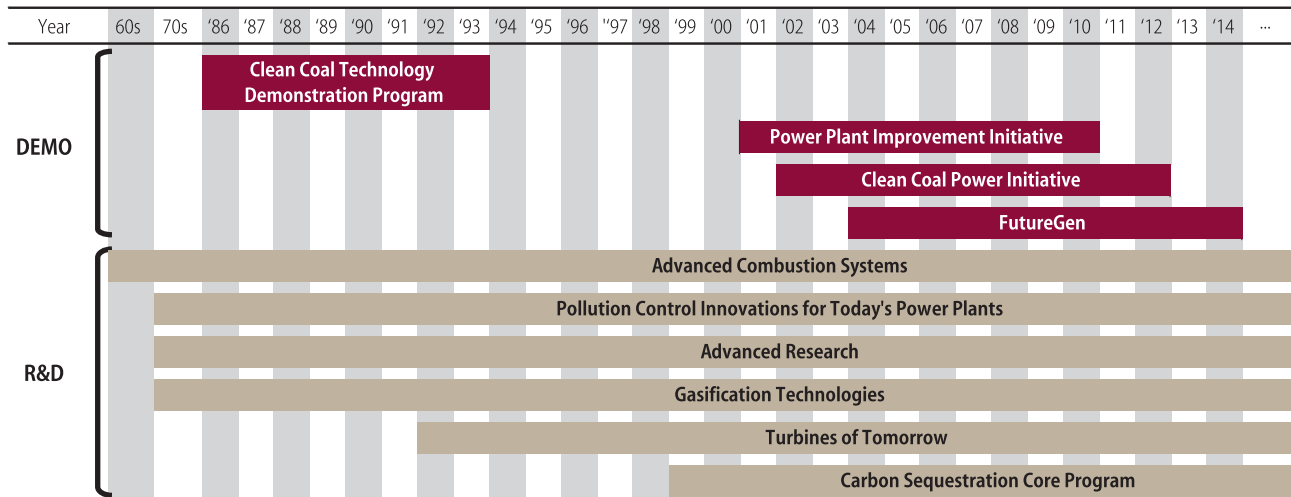 Year 60s 70s ‘86 ‘87 ‘88 ‘89 ‘90 ‘91 ‘92 ‘93 ‘94 ‘95 ‘96 "97 ‘98 ‘99 ‘00 ‘01 ‘02 ‘03 ‘04 ‘05 ‘06 ‘07 ‘08 ‘09 ‘10 ‘11 ‘12 ‘13 ‘14 ...
DEMO
Clean Coal Technology
Demonstration Program
Power Plant Improvement Initiative
Clean Coal Power Initiative
FutureGen
R&D
Advanced Combustion Systems
Pollution Control Innovations for Today's Power Plants
Advanced Research
Gasification Technologies
Turbines of Tomorrow
Carbon Sequestration Core Program